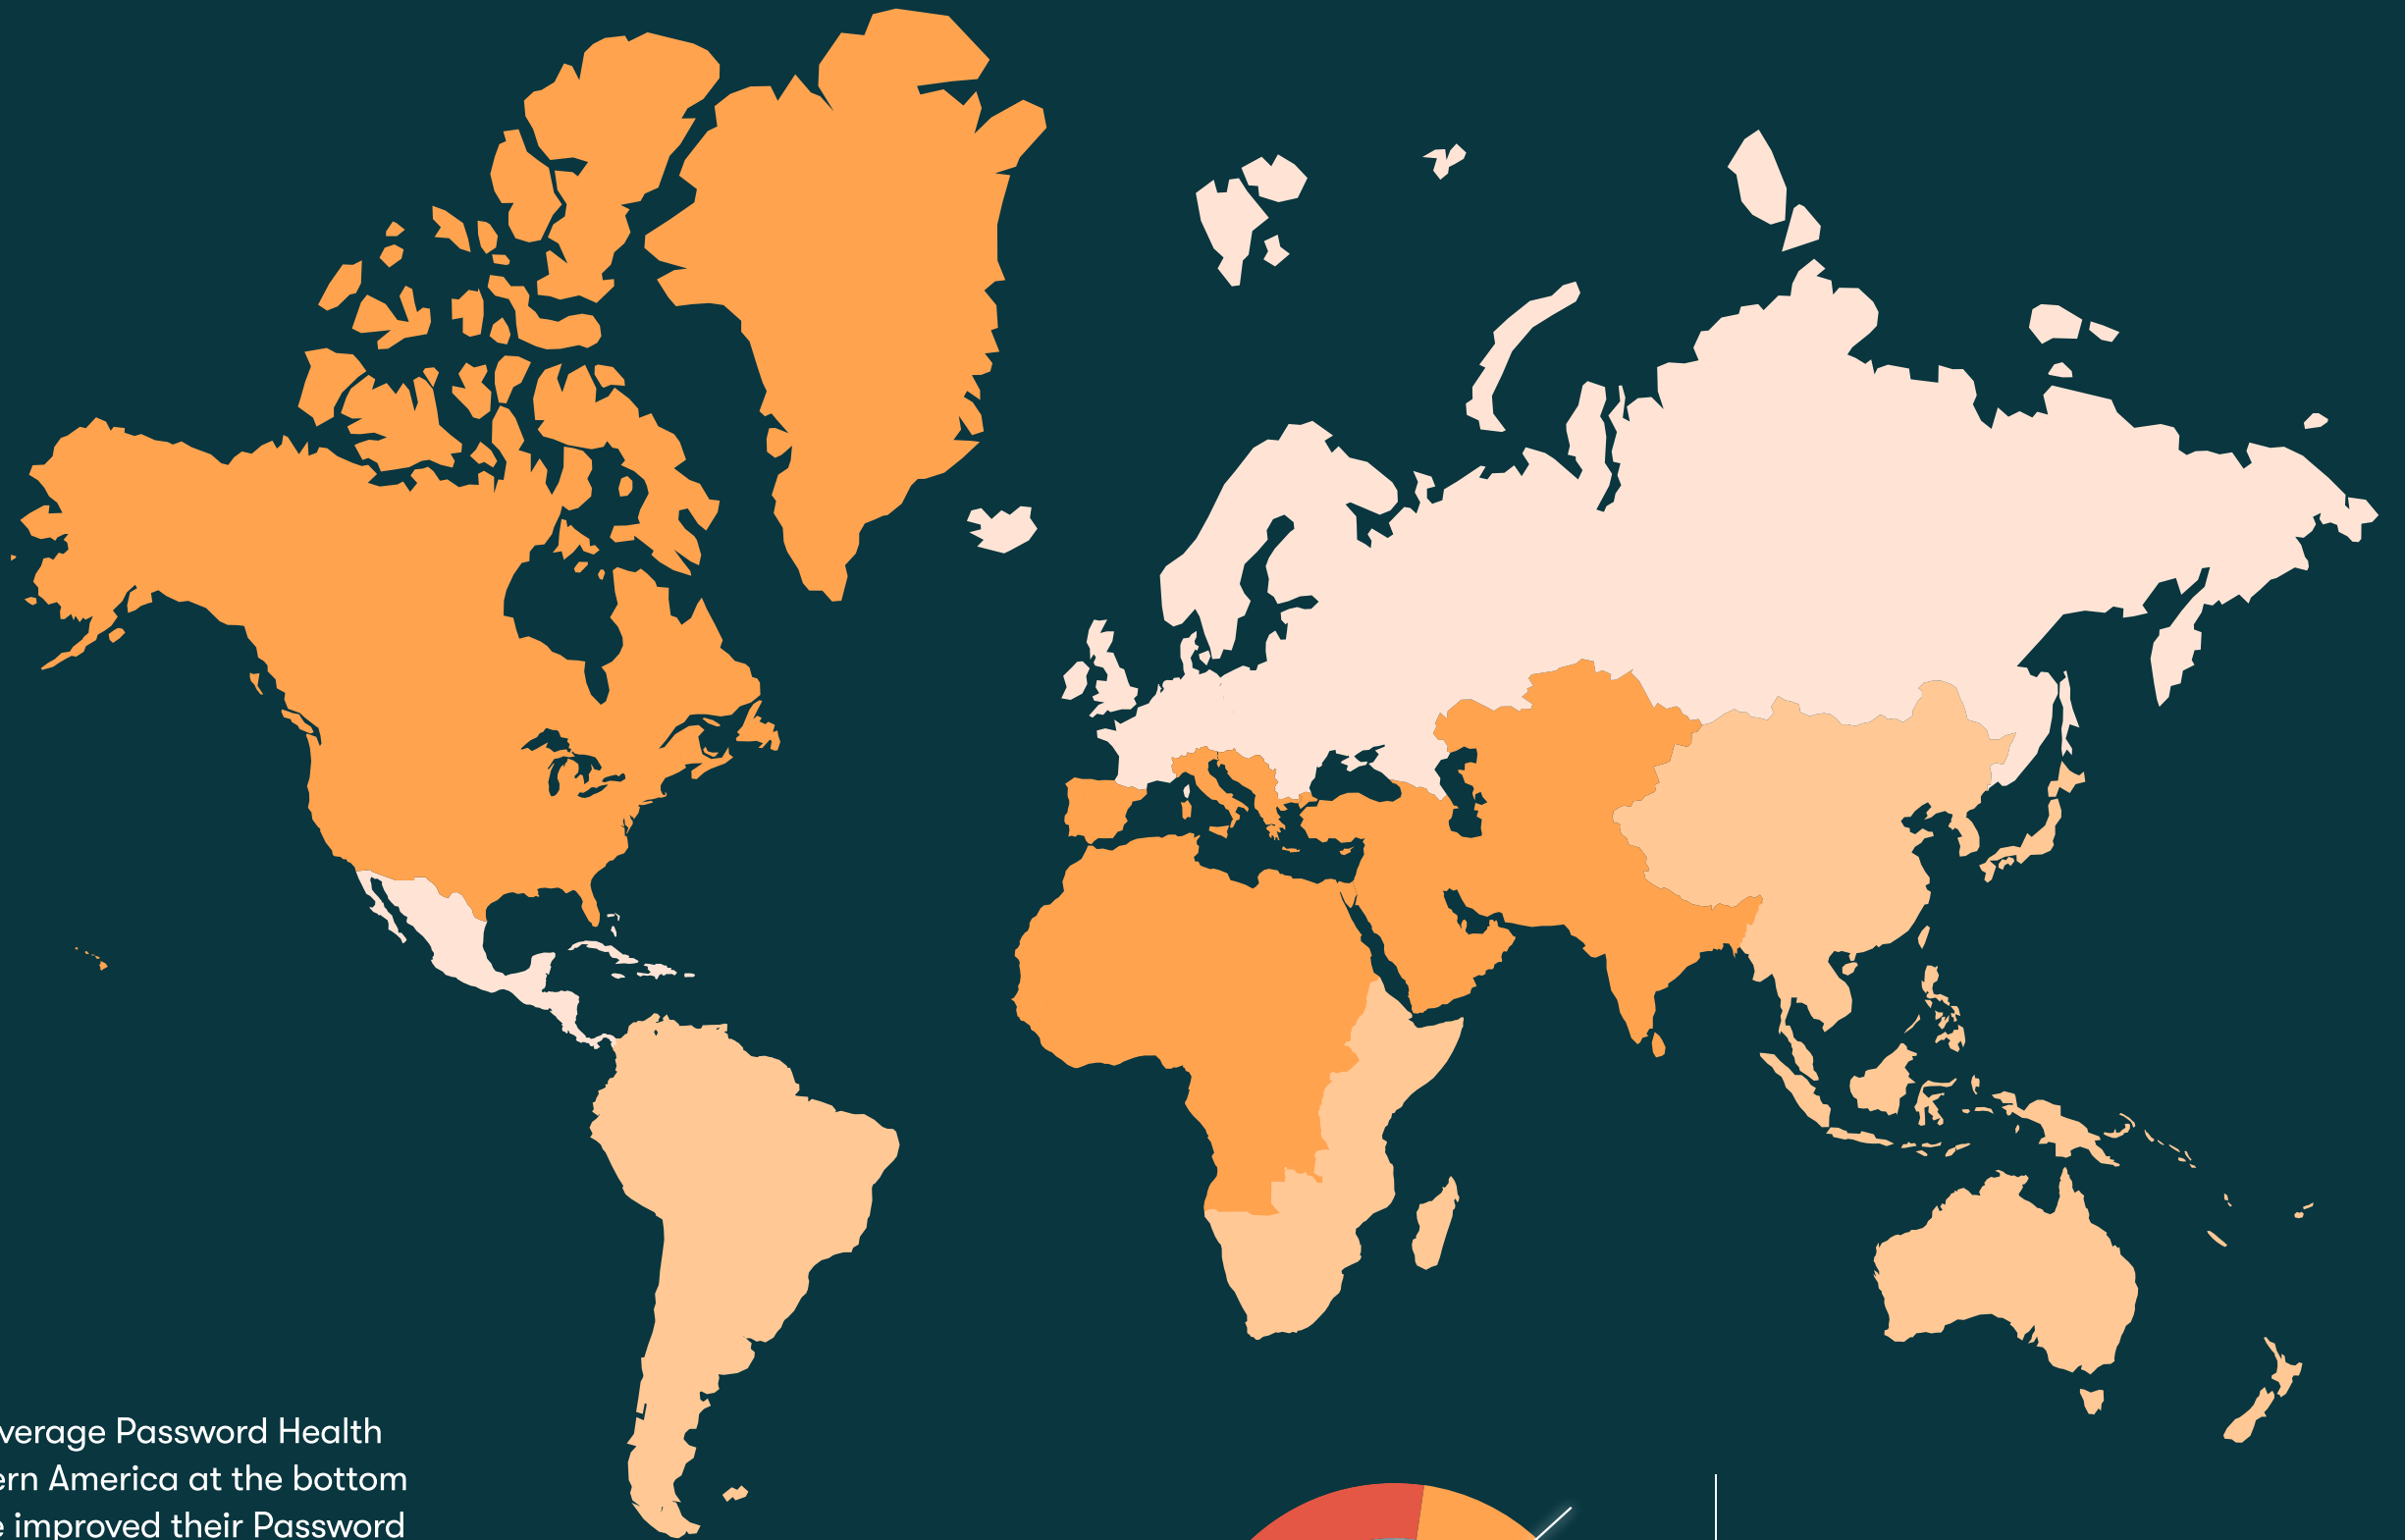 verage Password Health
ern America at the bottom
e improved their Password